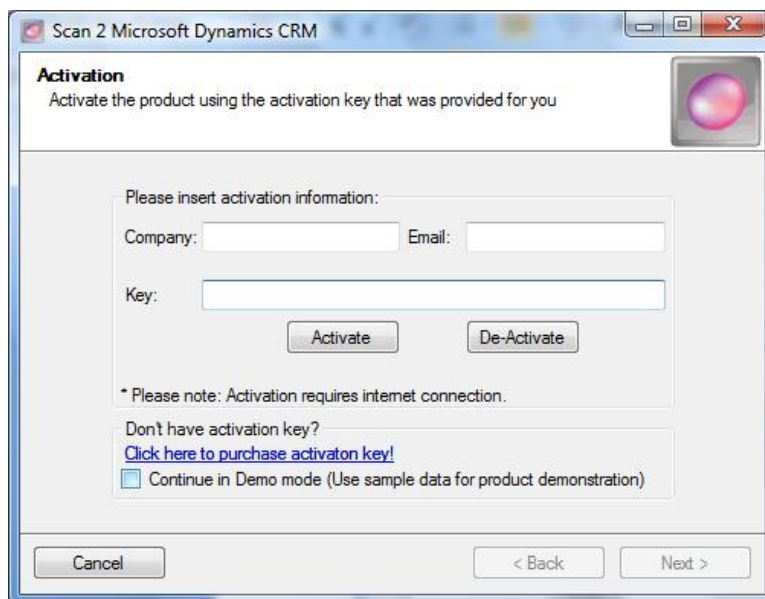 Scan 2 Microsoft Dynamics CRM
Activation
Activate the product using the activation key that was provided for you
Please insert activation information:
Company: Email:
Key:
Activate De-Activate
* Please note: Activation requires internet connection.
Don't have activation key?
Click here to purchase activaton key!
Continue in Demo mode (Use sample data for product demonstration)
Cancel < Back Next >